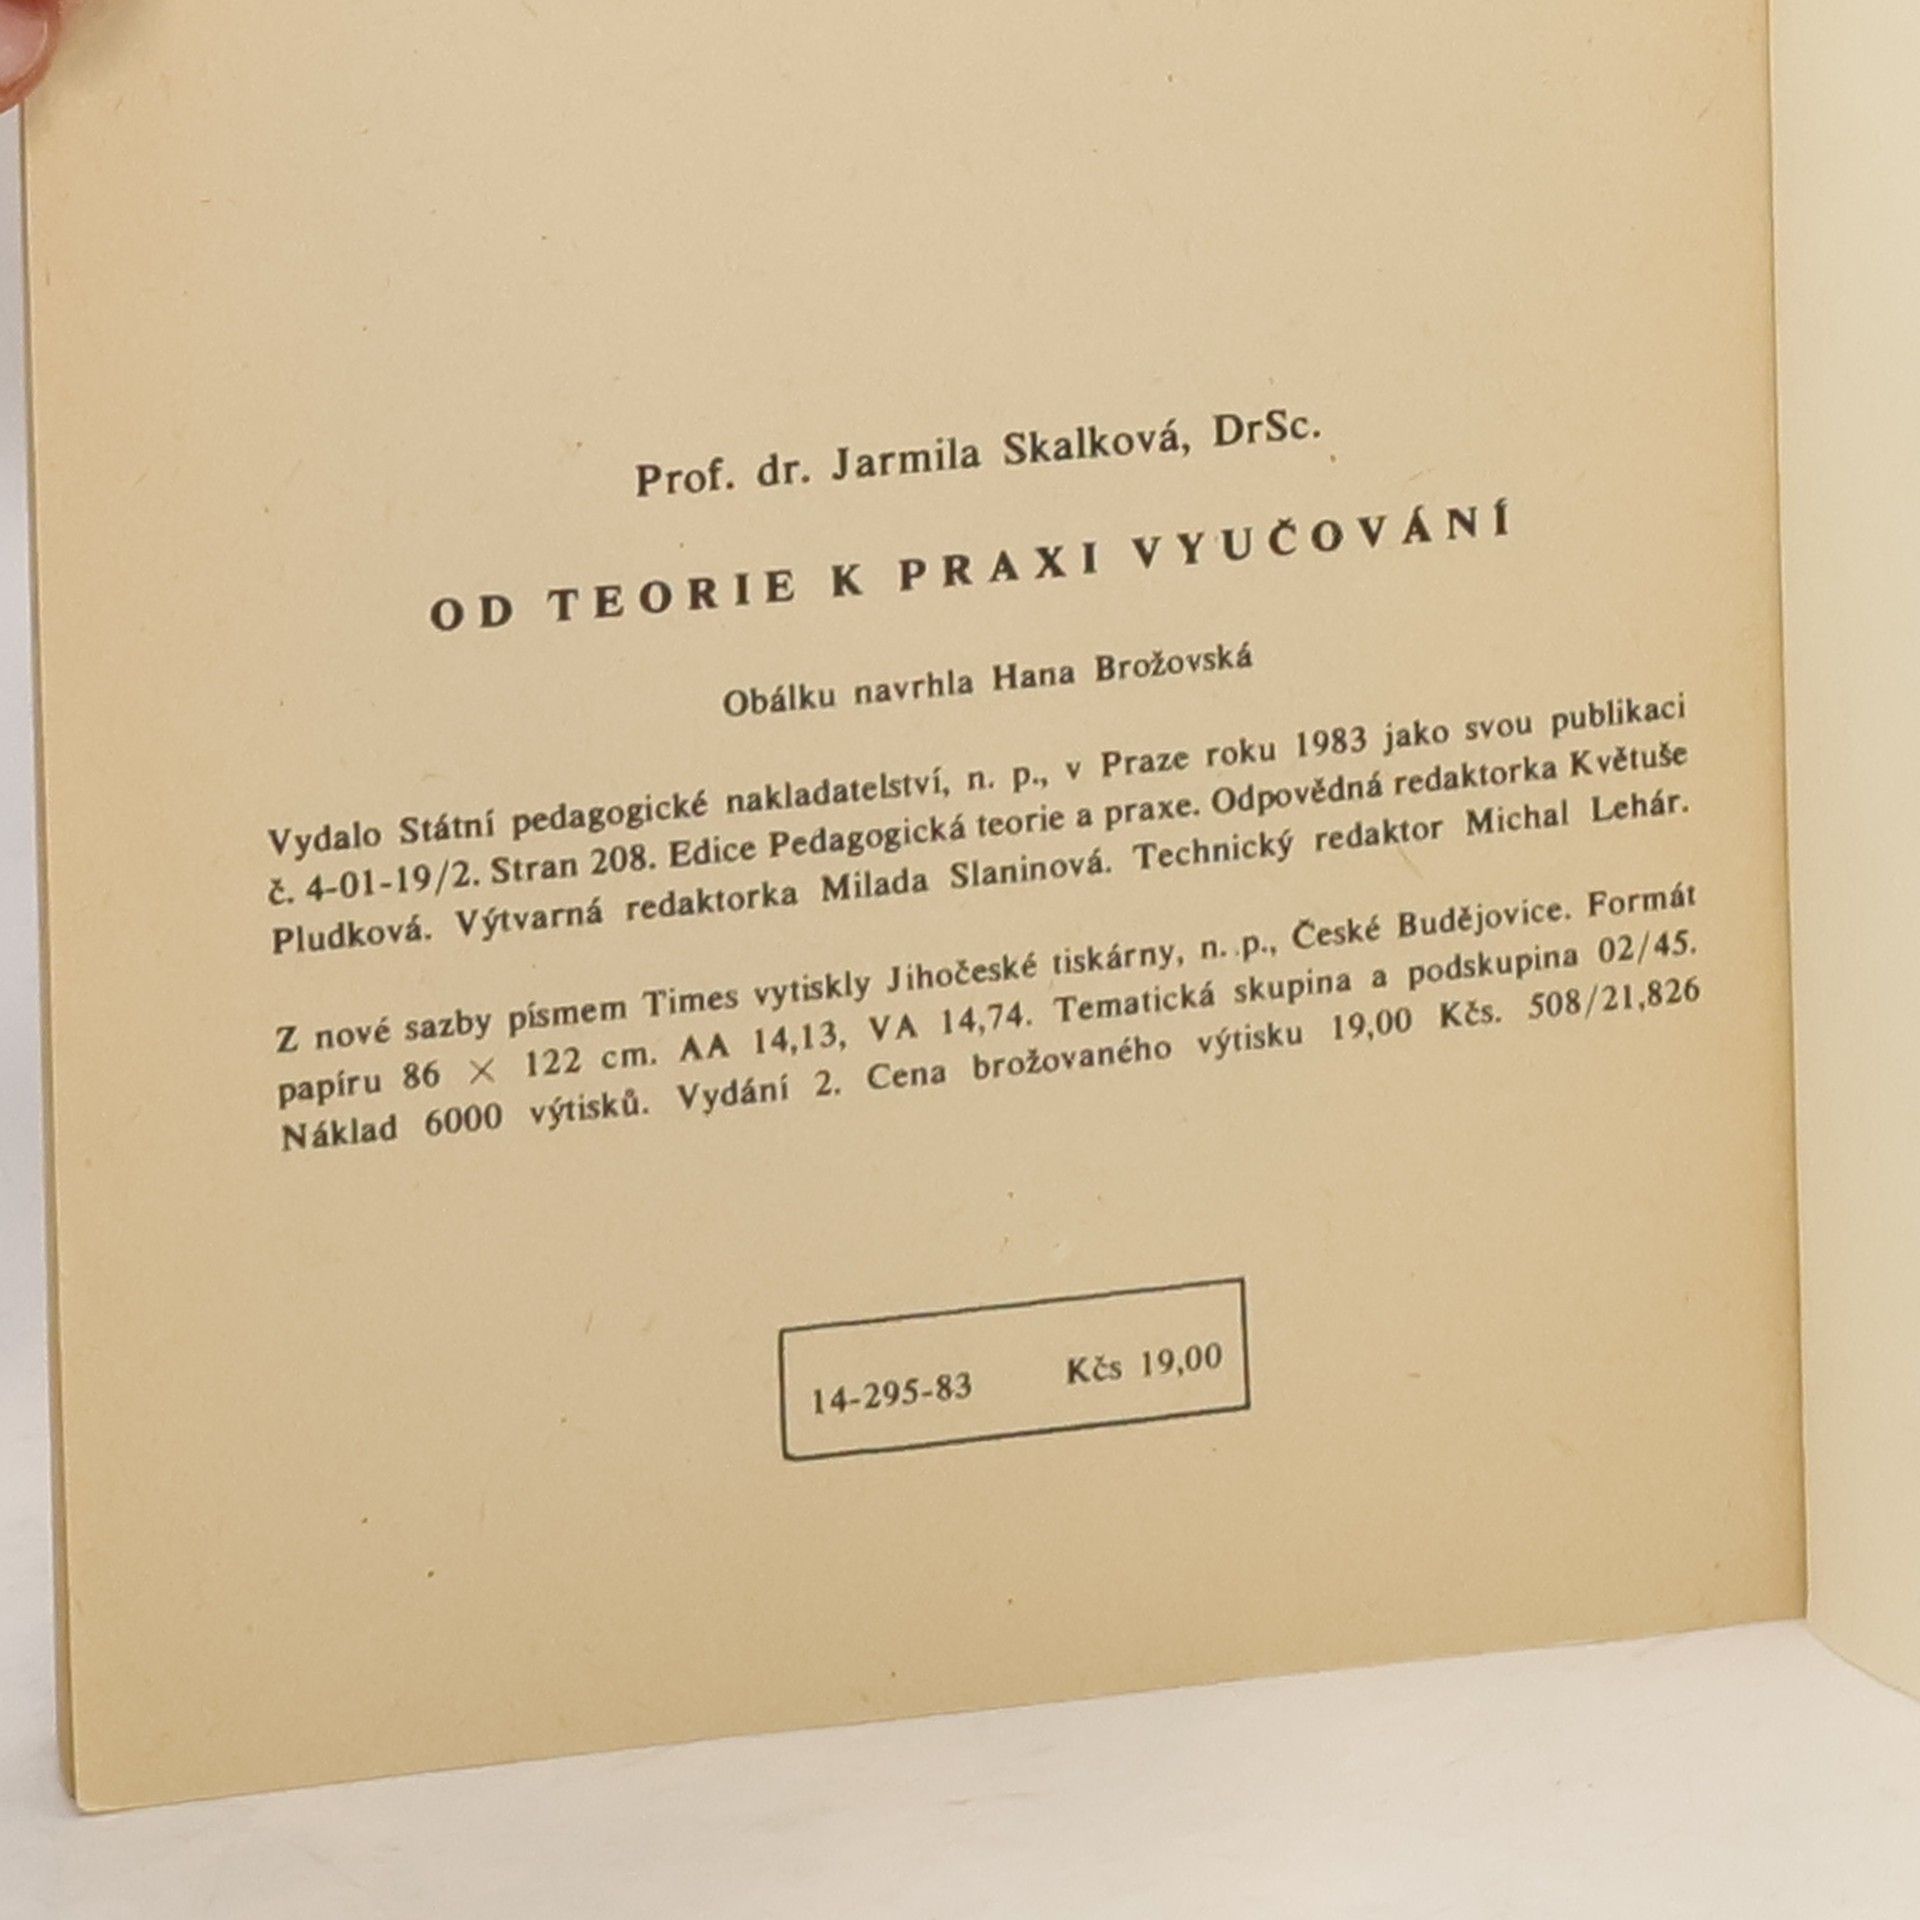 Prof. dr. Jarmila Skalková, DrSc.
OD TEORIE K PRAXI VYUČOVÁNÍ
Obálku navrhla Hana Brožovská
Vydalo Státní pedagogické nakladatelství, n. p., v Praze roku 1983 jako svou publikaci
č. 4-01-19/2. Stran 208. Edice Pedagogická teorie a praxe. Odpovědná redaktorka Květuše
Pludková. Výtvarná redaktorka Milada Slaninová. Technický redaktor Michal Lehár.
Z nové sazby písmem Times vytiskly Jihočeské tiskárny, n. p., České Budějovice. Formát
papíru 86 × 122 cm. AA 14,13, VA 14,74. Tematická skupina a podskupina 02/45.
Náklad 6000 výtisků. Vydání 2. Cena brožovaného výtisku 19,00 Kčs. 508/21,826
14-295-83 Kčs 19,00